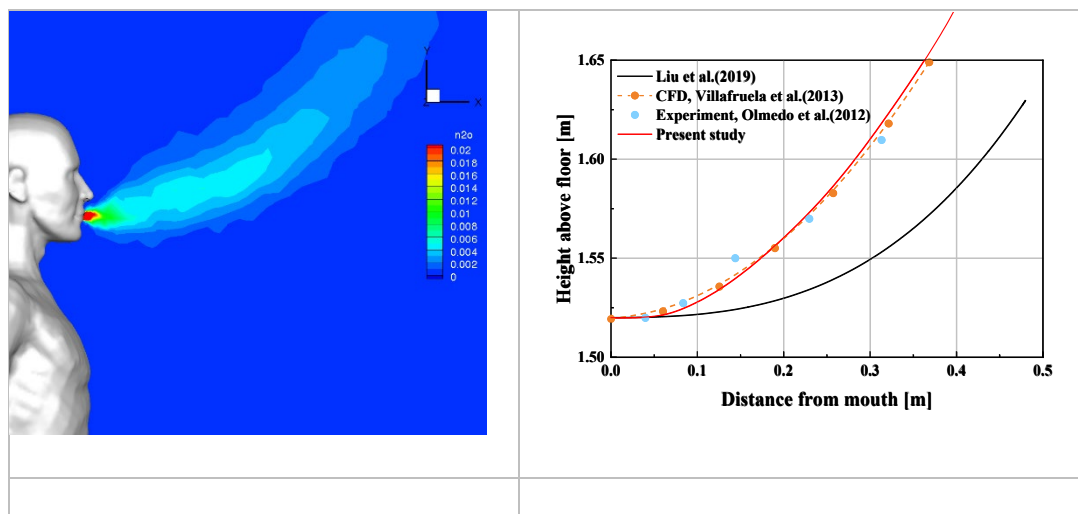 Y
X
Z
n2o
0.02
0.018
0.016
0.014
0.012
0.01
0.008
0.006
0.004
0.002
0
1.65
1.60
1.55
1.50
Height above floor [m]
Liu et al.(2019)
CFD, Villafruela et al.(2013)
Experiment, Olmedo et al.(2012)
Present study
0.0 0.1 0.2 0.3 0.4 0.5
Distance from mouth [m]